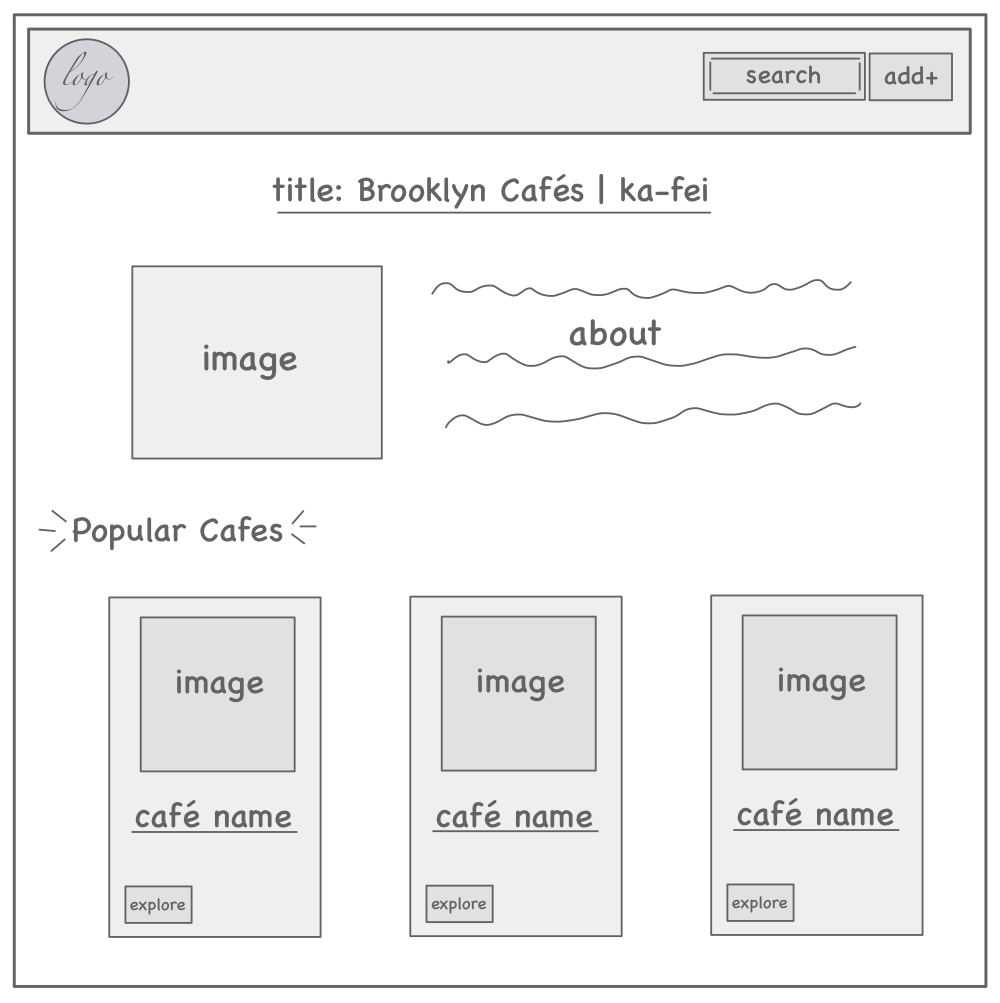 logo
search
add+
title: Brooklyn Cafés | ka-fei
image
about
Popular Cafes
image
image
image
café name
café name
café name
explore
explore
explore